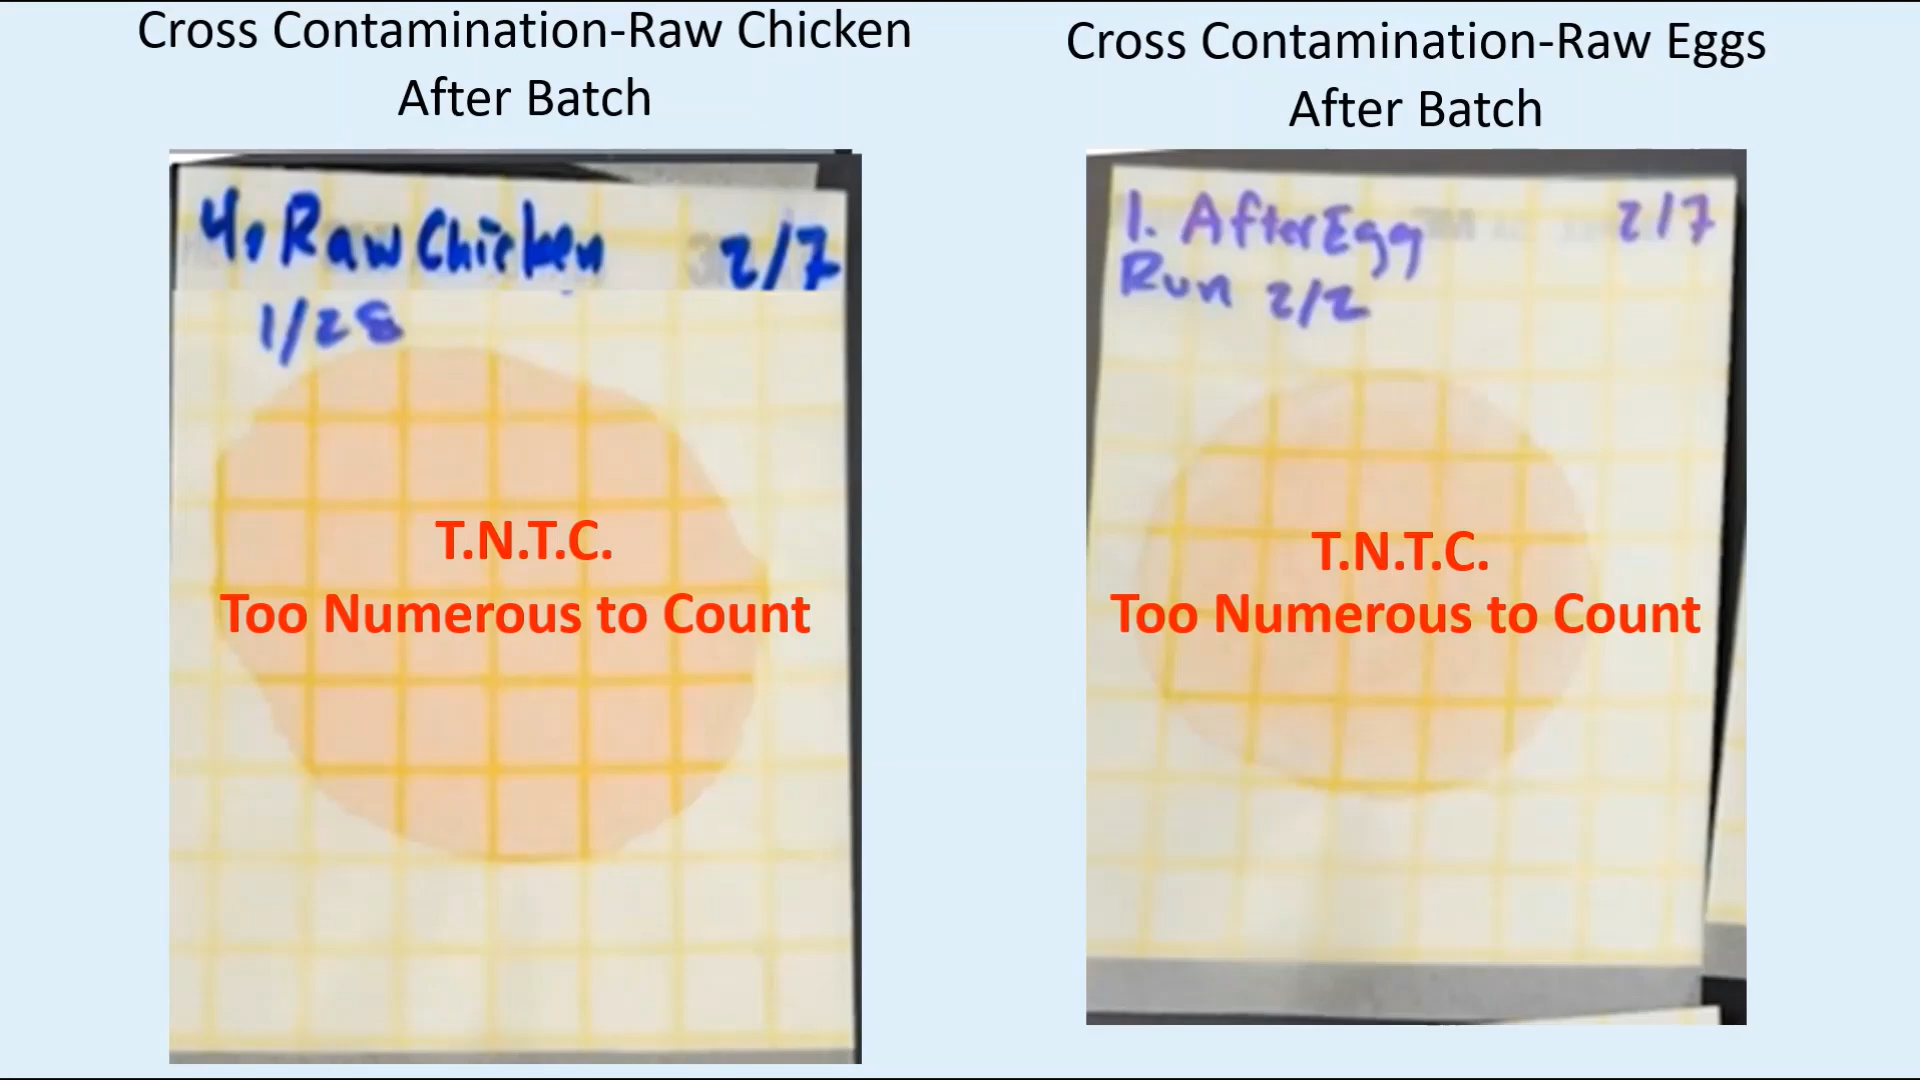 Cross Contamination-Raw Chicken
After Batch
4. Raw Chicken 2/7
1/28
T.N.T.C.
Too Numerous to Count
Cross Contamination-Raw Eggs
After Batch
1. After Egg 2/7
Run 2/2
T.N.T.C.
Too Numerous to Count